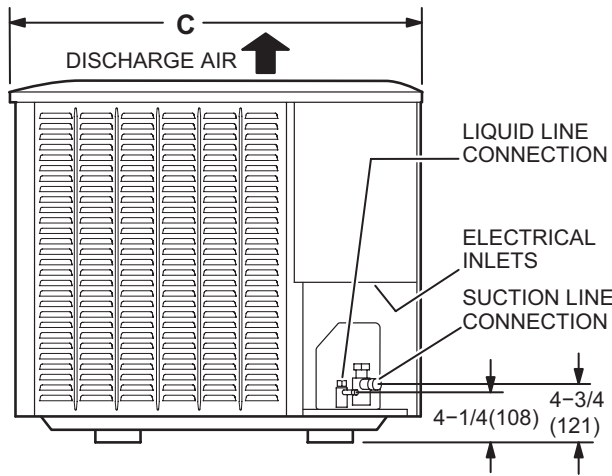 C
DISCHARGE AIR
LIQUID LINE
CONNECTION
ELECTRICAL
INLETS
SUCTION LINE
CONNECTION
4−1/4(108)
4−3/4
(121)